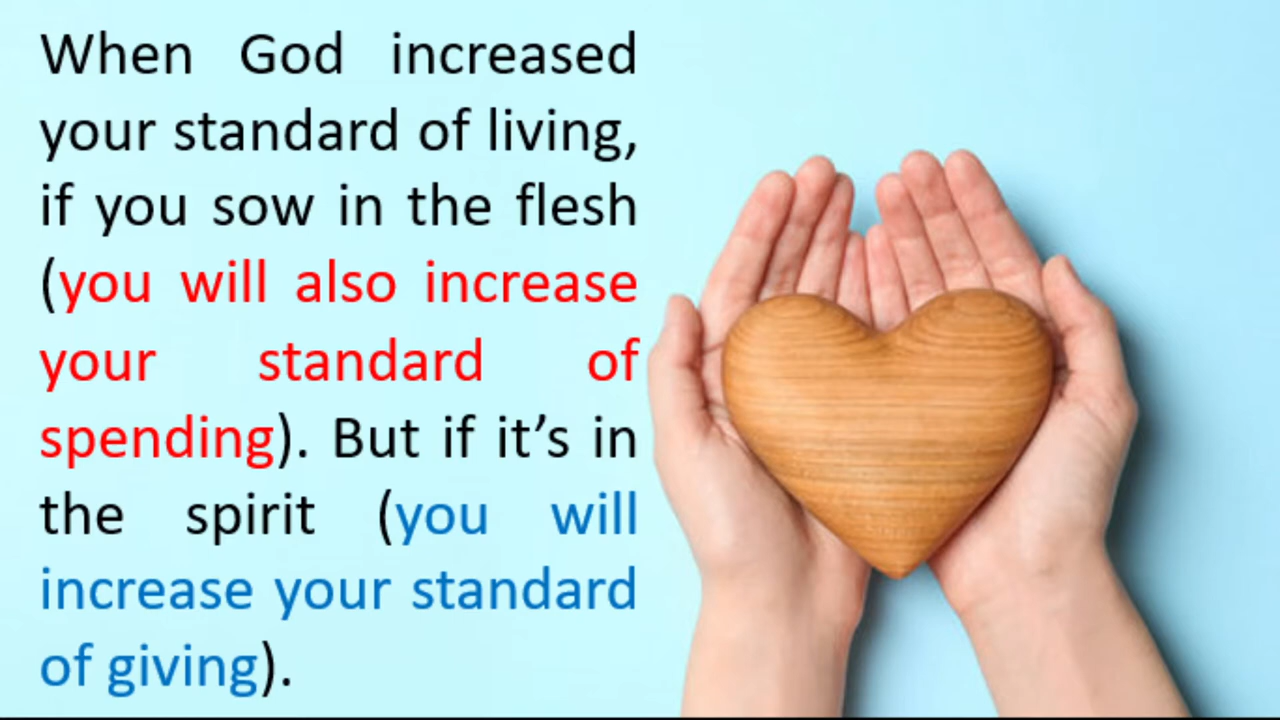 When God increased
your standard of living,
if you sow in the flesh
(you will also increase
your standard of
spending). But if it’s in
the spirit (you will
increase your standard
of giving).